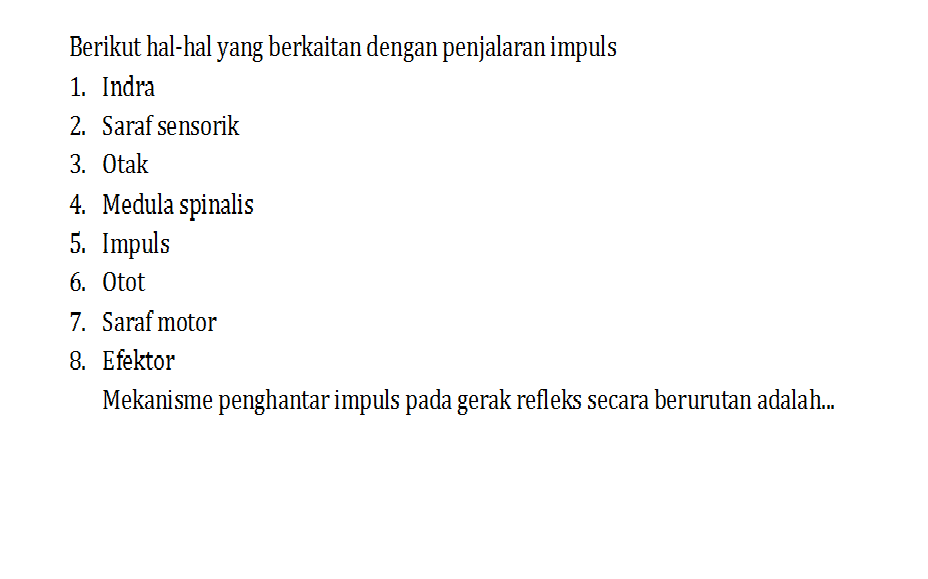 Berikut hal-hal yang berkaitan dengan penjalaran impuls
1. Indra
2. Saraf sensorik
3. Otak
4. Medula spinalis
5. Impuls
6. Otot
7. Saraf motor
8. Efektor
Mekanisme penghantar impuls pada gerak refleks secara berurutan adalah...